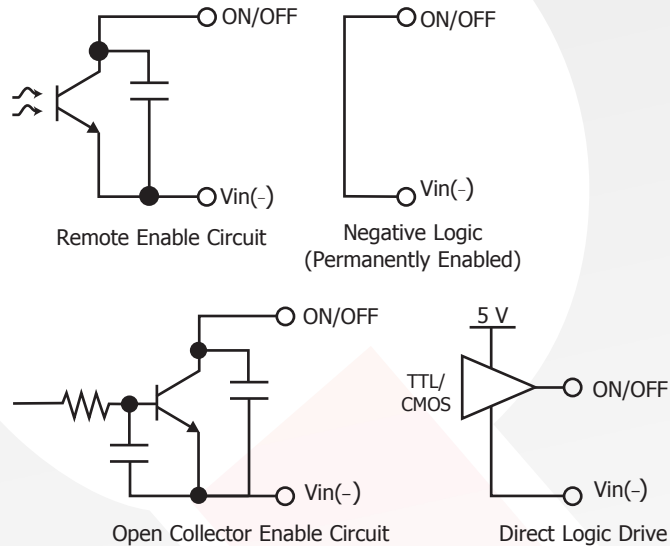 ON/OFF
Vin(–)
Remote Enable Circuit
ON/OFF
Vin(–)
Negative Logic
(Permanently Enabled)
ON/OFF
Vin(–)
Open Collector Enable Circuit
5 V
TTL/
CMOS
ON/OFF
Vin(–)
Direct Logic Drive